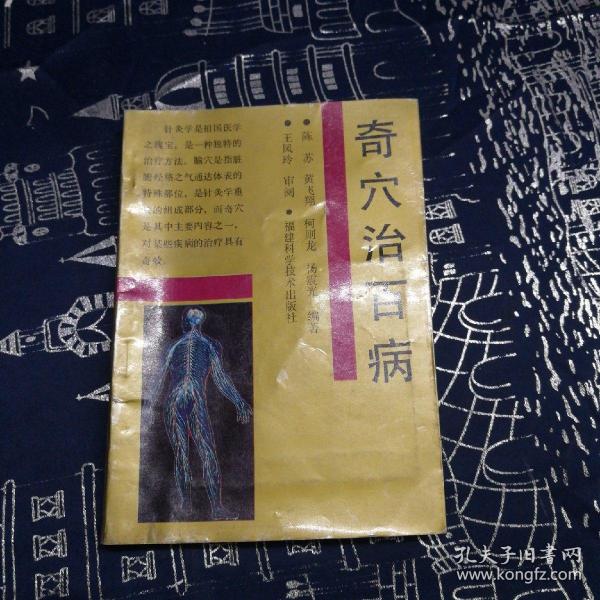 奇穴治百病
●陈 苏 黄飞翔 柯丽龙 汤震光 编著
●王凤玲 审阅 ●福建科学技术出版社
针灸学是祖国医学
之瑰宝，是一种独特的
治疗方法。腧穴是指脏
腑经络之气通达体表的
特殊部位，是针灸学重
的组成部分，而奇穴
是其中主要内容之一，
对某些疾病的治疗具有
奇效。
孔夫子旧书网
www.kongfz.com